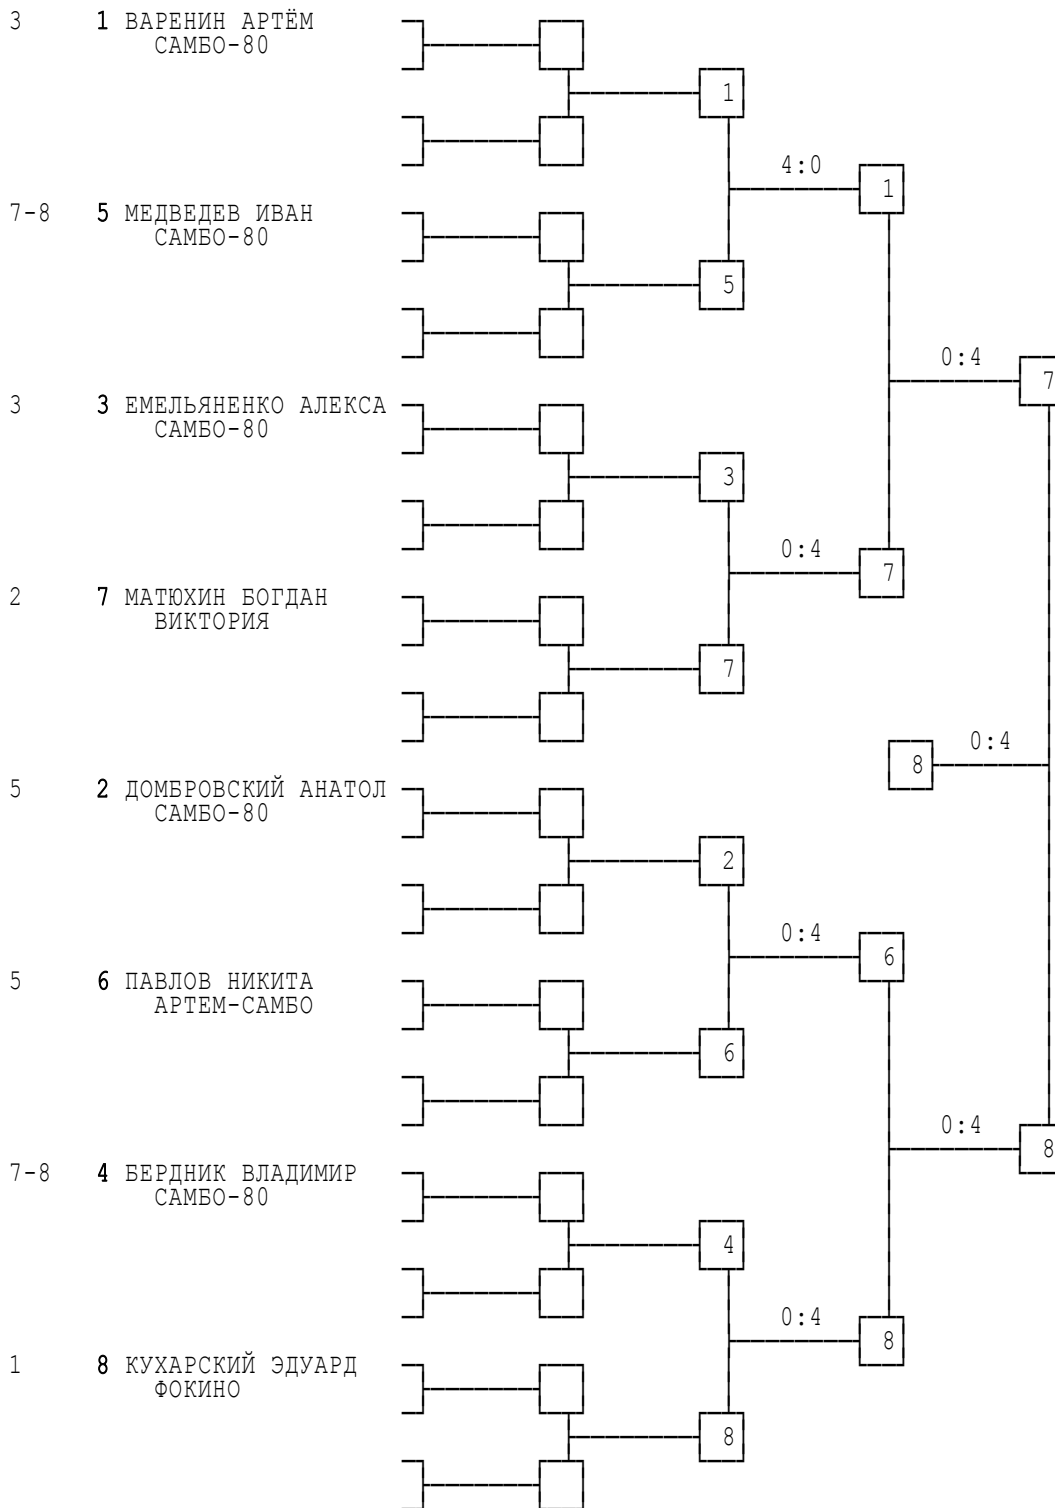 3 1 ВАРЕНИН АРТЁМ
САМБО-80
1
4:0
1
7-8 5 МЕДВЕДЕВ ИВАН
САМБО-80
5
0:4
7
3 3 ЕМЕЛЬЯНЕНКО АЛЕКСА
САМБО-80
3
0:4
7
2 7 МАТЮХИН БОГДАН
ВИКТОРИЯ
7
0:4
8
5 2 ДОМБРОВСКИЙ АНАТОЛ
САМБО-80
2
0:4
6
5 6 ПАВЛОВ НИКИТА
АРТЕМ-САМБО
6
0:4
8
7-8 4 БЕРДНИК ВЛАДИМИР
САМБО-80
4
0:4
8
1 8 КУХАРСКИЙ ЭДУАРД
ФОКИНО
8